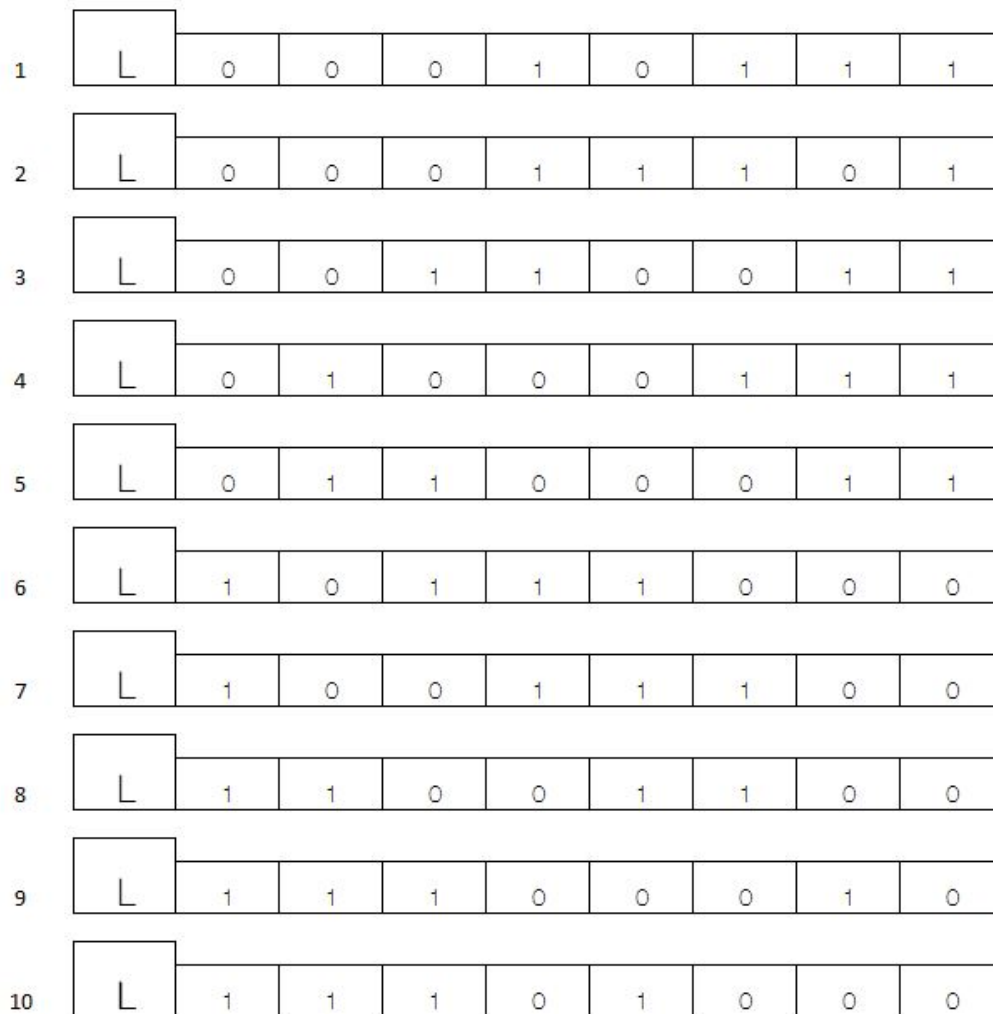 1 L 0 0 0 1 0 1 1 1
2 L 0 0 0 1 1 1 0 1
3 L 0 0 1 1 0 0 1 1
4 L 0 1 0 0 0 1 1 1
5 L 0 1 1 0 0 0 1 1
6 L 1 0 1 1 1 0 0 0
7 L 1 0 0 1 1 1 0 0
8 L 1 1 0 0 1 1 0 0
9 L 1 1 1 0 0 0 1 0
10 L 1 1 1 0 1 0 0 0